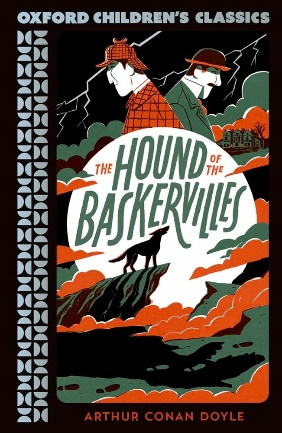 OXFORD CHILDREN'S CLASSICS
THE HOUND OF THE
BASKERVILLES
ARTHUR CONAN DOYLE